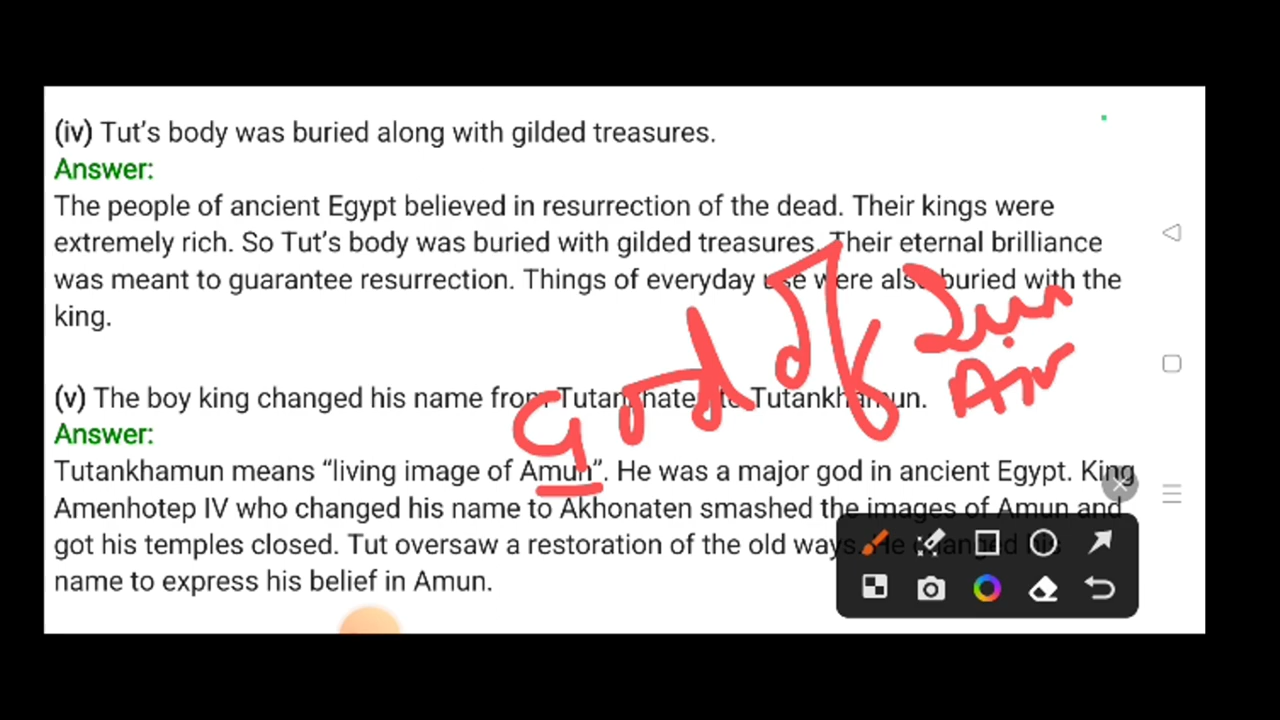 (iv) Tut's body was buried along with gilded treasures.
Answer:
The people of ancient Egypt believed in resurrection of the dead. Their kings were
extremely rich. So Tut's body was buried with gilded treasures. Their eternal brilliance
was meant to guarantee resurrection. Things of everyday use were also buried with the
king.
(v) The boy king changed his name from Tutankhaten to Tutankhamun.
God of Sun
Answer:
Tutankhamun means “living image of Amun”. He was a major god in ancient Egypt. King
Amenhotep IV who changed his name to Akhonaten smashed the images of Amun and
got his temples closed. Tut oversaw a restoration of the old ways. He changed his
name to express his belief in Amun.